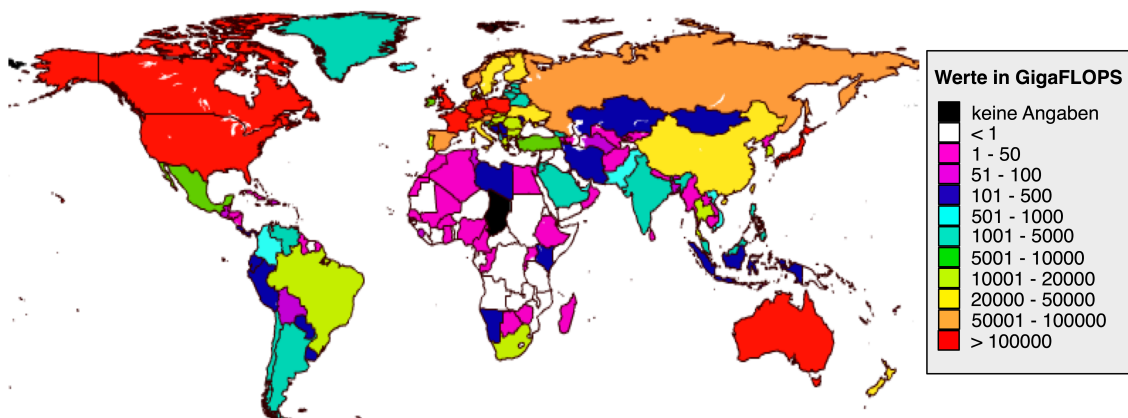 Werte in GigaFLOPS
keine Angaben
< 1
1 - 50
51 - 100
101 - 500
501 - 1000
1001 - 5000
5001 - 10000
10001 - 20000
20000 - 50000
50001 - 100000
> 100000